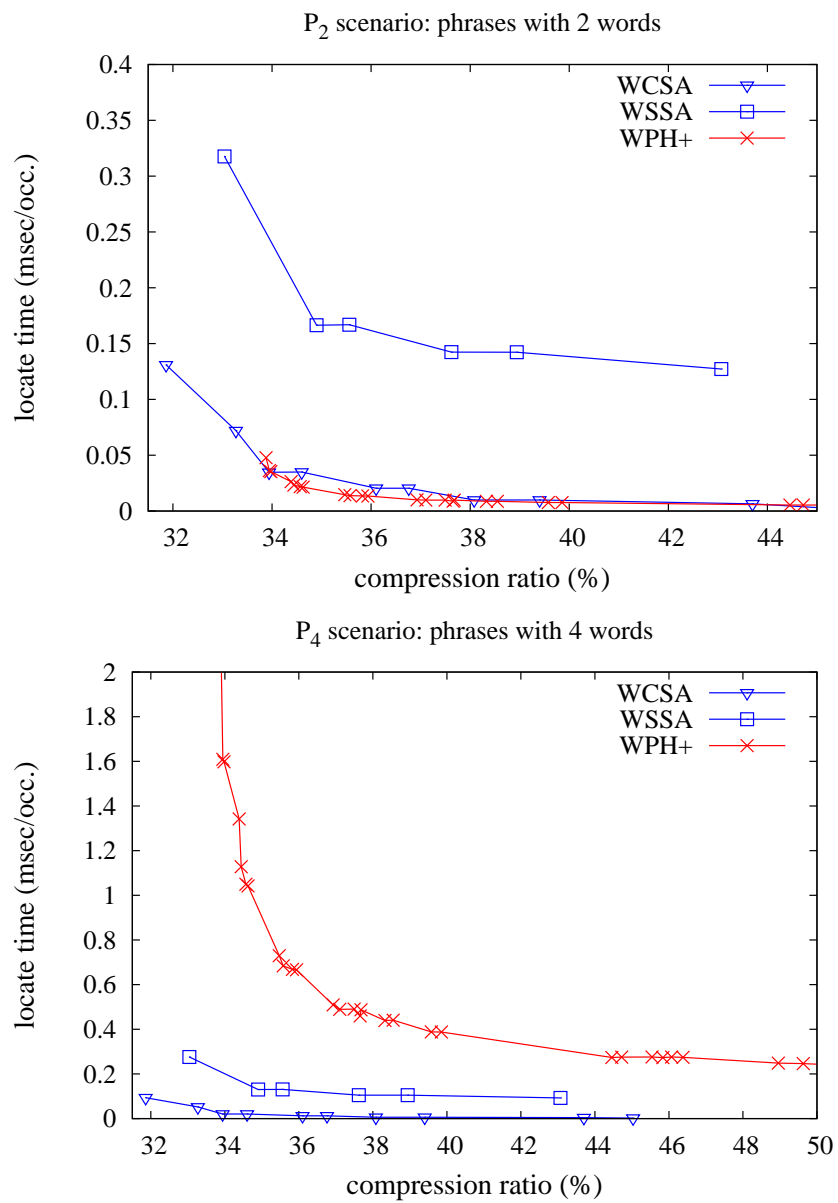 P2 scenario: phrases with 2 words
0.4
0.35
0.3
0.25
0.2
0.15
0.1
0.05
0
locate time (msec/occ.)
WCSA
WSSA
WPH+
32 34 36 38 40 42 44
compression ratio (%)
P4 scenario: phrases with 4 words
2
1.8
1.6
1.4
1.2
1
0.8
0.6
0.4
0.2
0
locate time (msec/occ.)
WCSA
WSSA
WPH+
32 34 36 38 40 42 44 46 48 50
compression ratio (%)